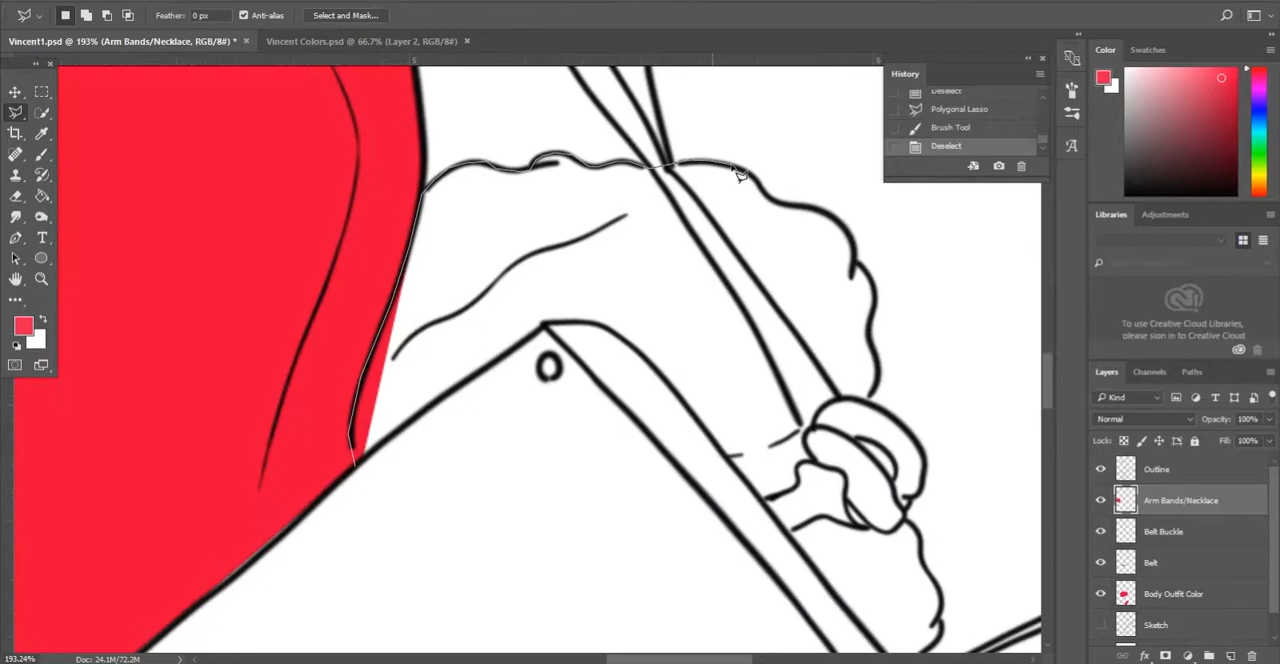 Feather: 0 px Anti-alias Select and Mask...
Vincent1.psd @ 193% (Arm Bands/Necklace, RGB/8#) * × Vincent Colors.psd @ 66.7% (Layer 2, RGB/8#) ×
5
History
Deselect
Polygonal Lasso
Brush Tool
Deselect
Color Swatches
Libraries Adjustments
To use Creative Cloud Libraries,
please sign in to Creative Cloud
Layers Channels Paths
Kind
Normal Opacity: 100%
Lock: Fill: 100%
Outline
Arm Bands/Necklace
Belt Buckle
Belt
Body Outfit Color
Sketch
193.24% Doc: 24.1M/72.2M